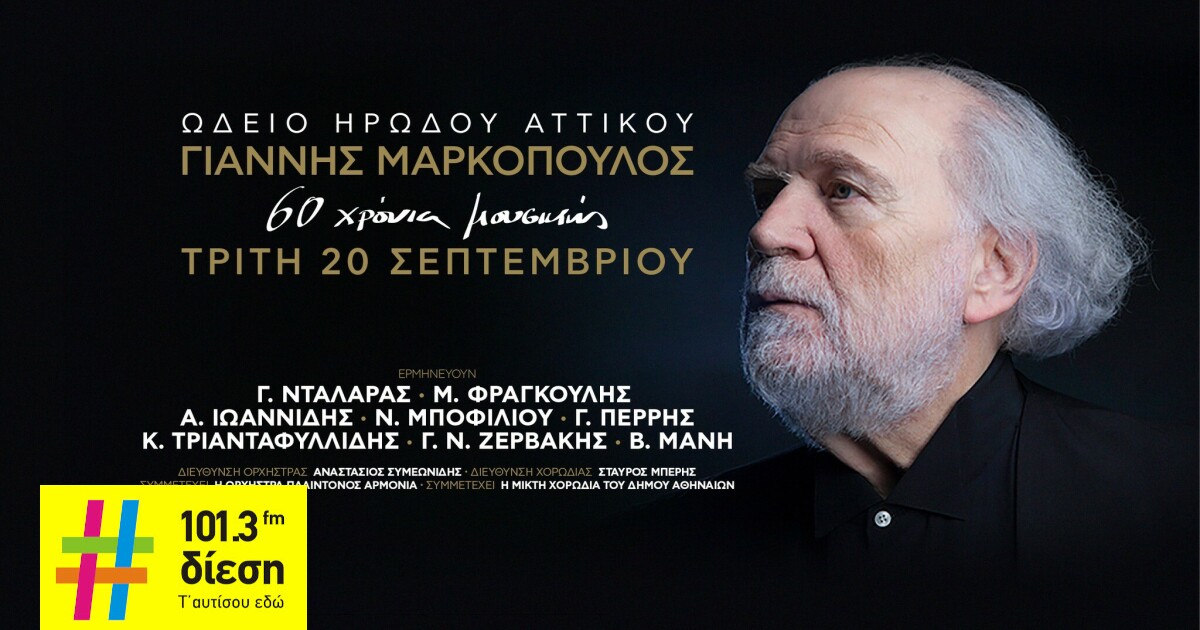 ΩΔΕΙΟ ΗΡΩΔΟΥ ΑΤΤΙΚΟΥ
ΓΙΑΝΝΗΣ ΜΑΡΚΟΠΟΥΛΟΣ
60 χρόνια μουσικής
ΤΡΙΤΗ 20 ΣΕΠΤΕΜΒΡΙΟΥ
ΕΡΜΗΝΕΥΟΥΝ
Γ. ΝΤΑΛΑΡΑΣ · Μ. ΦΡΑΓΚΟΥΛΗΣ
Α. ΙΩΑΝΝΙΔΗΣ · Ν. ΜΠΟΦΙΛΙΟΥ · Γ. ΠΕΡΡΗΣ
Κ. ΤΡΙΑΝΤΑΦΥΛΛΙΔΗΣ · Γ. Ν. ΖΕΡΒΑΚΗΣ · Β. ΜΑΝΗ
ΔΙΕΥΘΥΝΣΗ ΟΡΧΗΣΤΡΑΣ ΑΝΑΣΤΑΣΙΟΣ ΣΥΜΕΩΝΙΔΗΣ · ΔΙΕΥΘΥΝΣΗ ΧΟΡΩΔΙΑΣ ΣΤΑΥΡΟΣ ΜΠΕΡΗΣ
ΣΥΜΜΕΤΕΧΕΙ Η ΟΡΧΗΣΤΡΑ ΠΑΛΙΝΤΟΝΟΣ ΑΡΜΟΝΙΑ · ΣΥΜΜΕΤΕΧΕΙ Η ΜΙΚΤΗ ΧΟΡΩΔΙΑ ΤΟΥ ΔΗΜΟΥ ΑΘΗΝΑΙΩΝ
101.3 fm
δίεση
Τ'αυτίσου εδώ